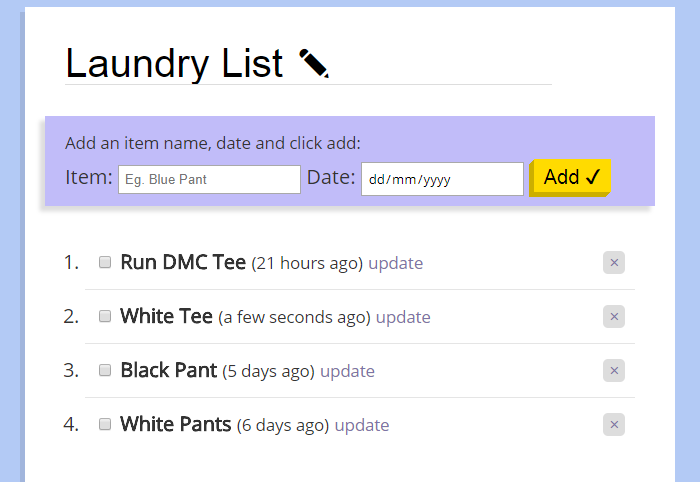 Laundry List
Add an item name, date and click add:
Item: Eg. Blue Pant Date: dd/mm/yyyy Add ✓
1. Run DMC Tee (21 hours ago) update ×
2. White Tee (a few seconds ago) update ×
3. Black Pant (5 days ago) update ×
4. White Pants (6 days ago) update ×